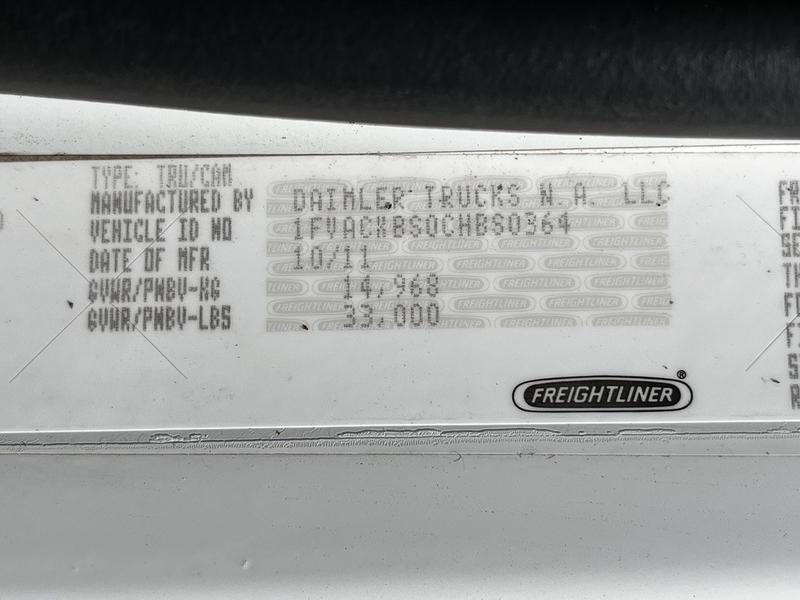 TYPE: TRU/CAM
MANUFACTURED BY DAIMLER TRUCKS N.A. LLC
VEHICLE ID NO 1FVACXBS0CHBS0364
DATE OF MFR 10/11
GVWR/PNBV-KG 14,968
GVWR/PNBV-LBS 33,000
FREIGHTLINER®